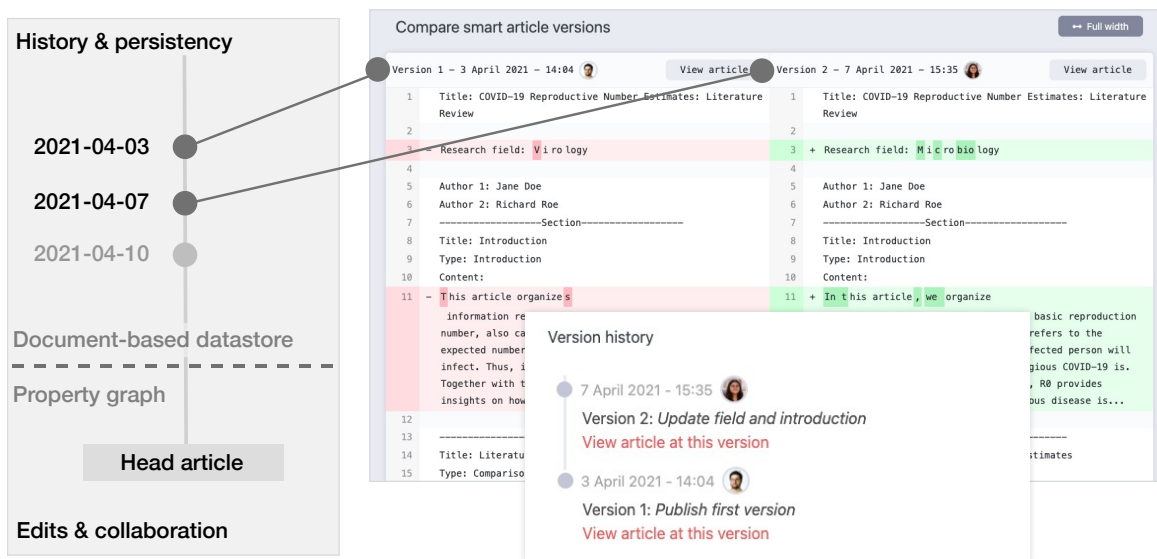 History & persistency
2021-04-03
2021-04-07
2021-04-10
Document-based datastore
Property graph
Head article
Edits & collaboration
Compare smart article versions
↔ Full width
Version 1 – 3 April 2021 – 14:04
View article
Version 2 – 7 April 2021 – 15:35
View article
1 Title: COVID-19 Reproductive Number Estimates: Literature
Review
2
3 - Research field: Virology
4
5 Author 1: Jane Doe
6 Author 2: Richard Roe
7 ------------------Section------------------
8 Title: Introduction
9 Type: Introduction
10 Content:
11 - This article organizes
information re
number, also ca
expected number
infect. Thus, i
Together with t
insights on how
12
13 ---------------
14 Title: Literatu
15 Type: Compariso
1 Title: COVID-19 Reproductive Number Estimates: Literature
Review
2
3 + Research field: Microbiology
4
5 Author 1: Jane Doe
6 Author 2: Richard Roe
7 ------------------Section------------------
8 Title: Introduction
9 Type: Introduction
10 Content:
11 + In this article, we organize
basic reproduction
refers to the
fected person will
gious COVID-19 is.
, R0 provides
ous disease is...
-------
timates
Version history
7 April 2021 - 15:35
Version 2: Update field and introduction
View article at this version
3 April 2021 - 14:04
Version 1: Publish first version
View article at this version